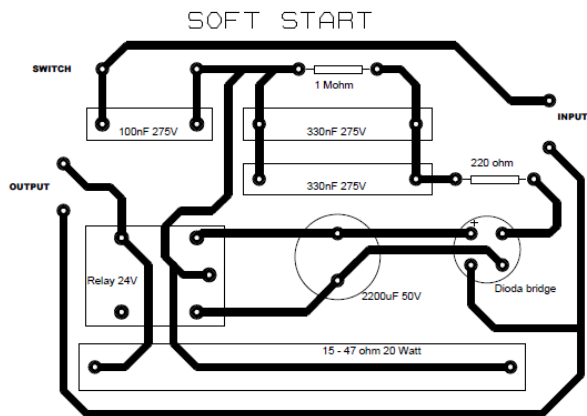 SOFT START
SWITCH
1 Mohm
INPUT
100nF 275V
330nF 275V
220 ohm
330nF 275V
OUTPUT
+
Relay 24V
2200uF 50V
Dioda bridge
15 - 47 ohm 20 Watt